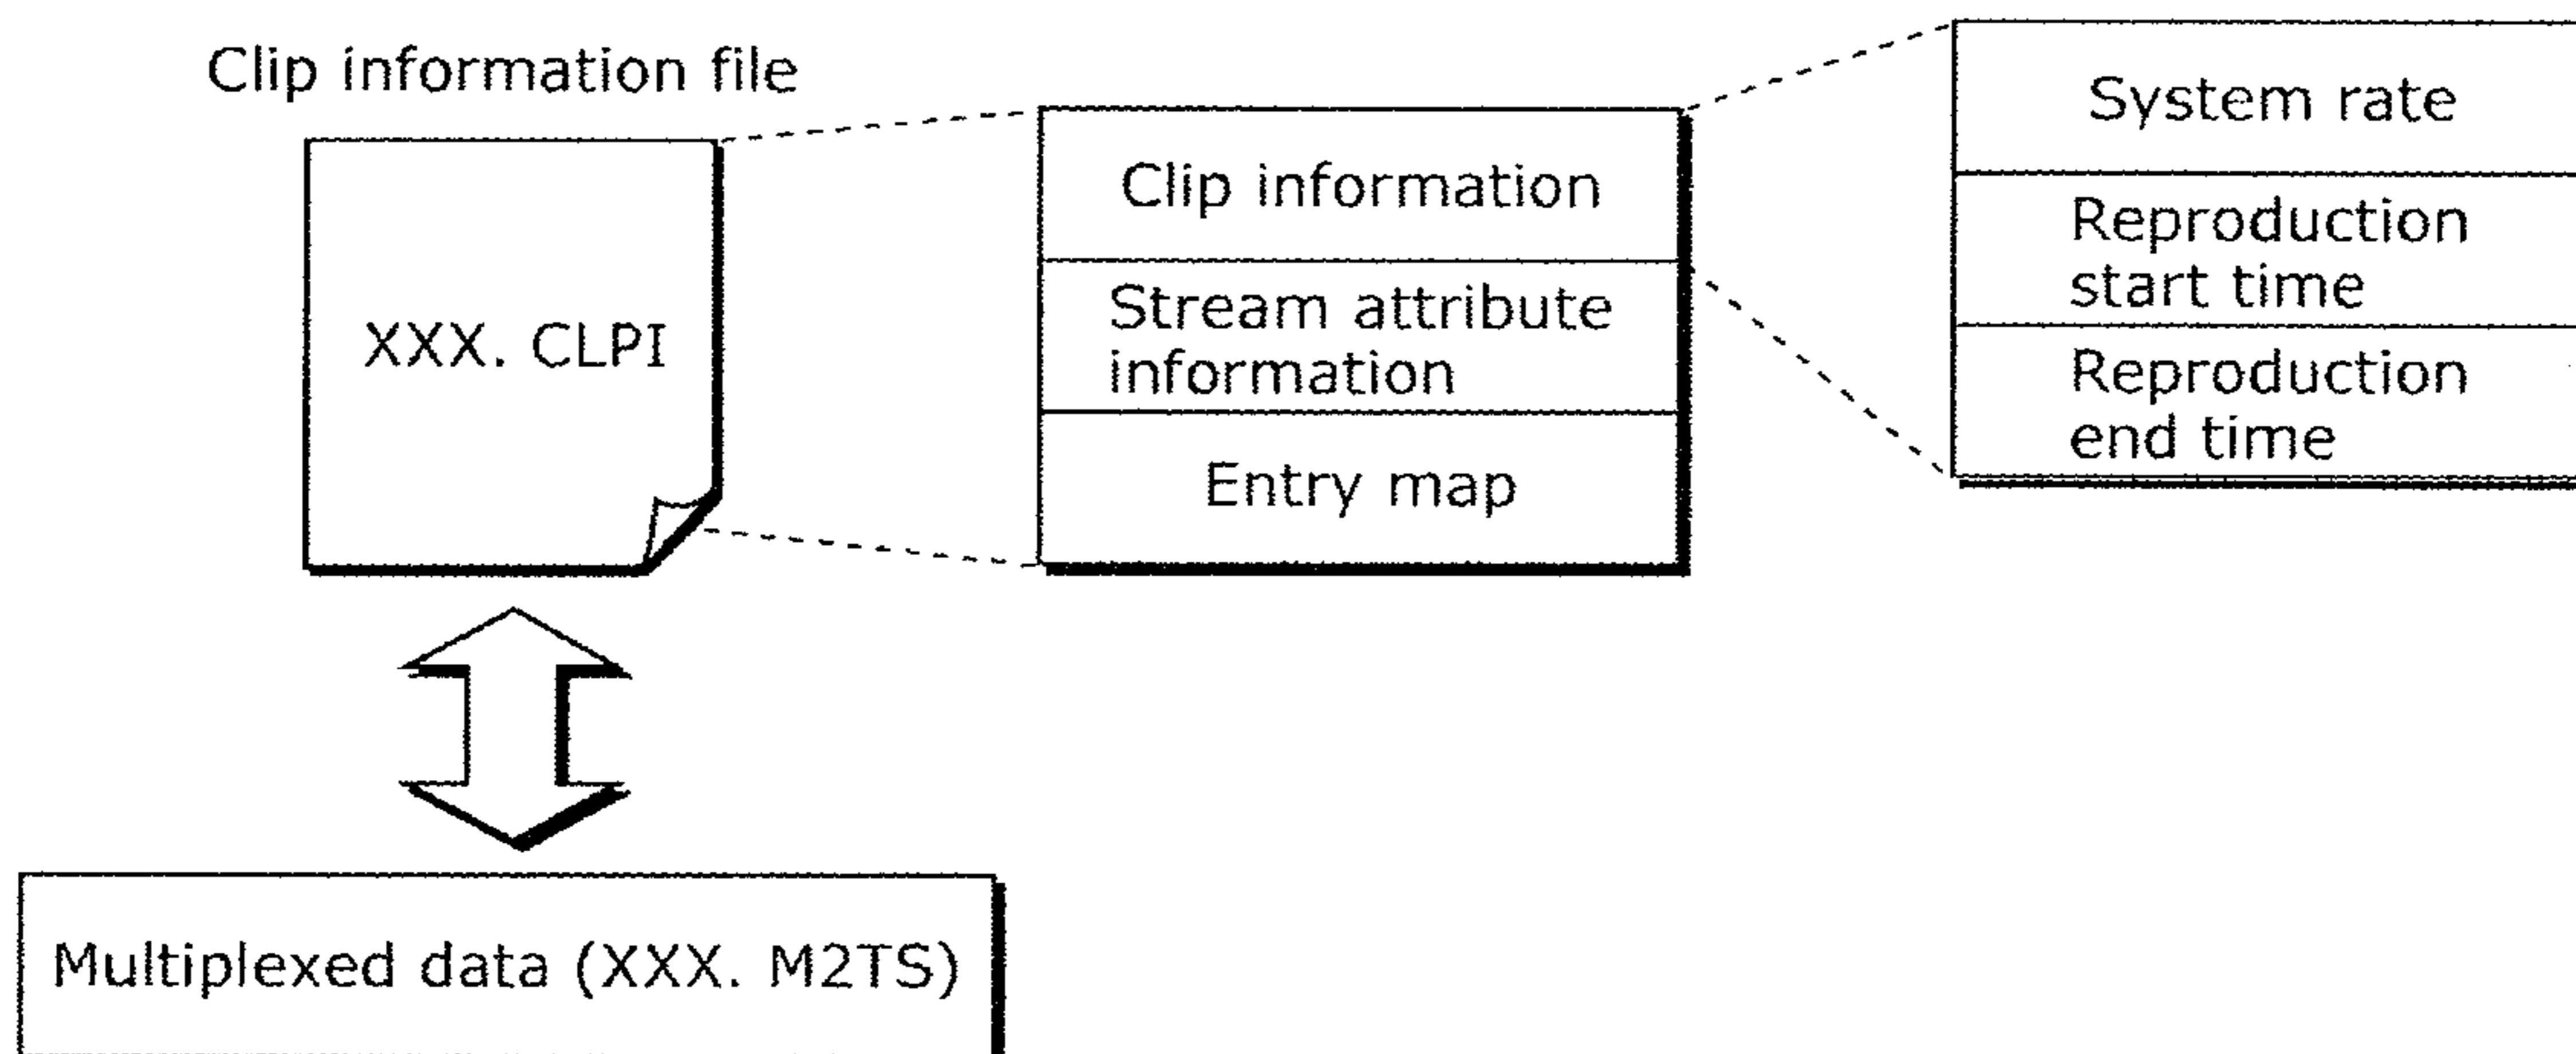 Clip information file
XXX. CLPI
Clip information
Stream attribute
information
Entry map
System rate
Reproduction
start time
Reproduction
end time
Multiplexed data (XXX. M2TS)